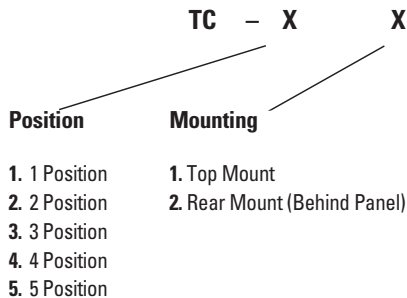 TC – X X
Position Mounting
1. 1 Position 1. Top Mount
2. 2 Position 2. Rear Mount (Behind Panel)
3. 3 Position
4. 4 Position
5. 5 Position